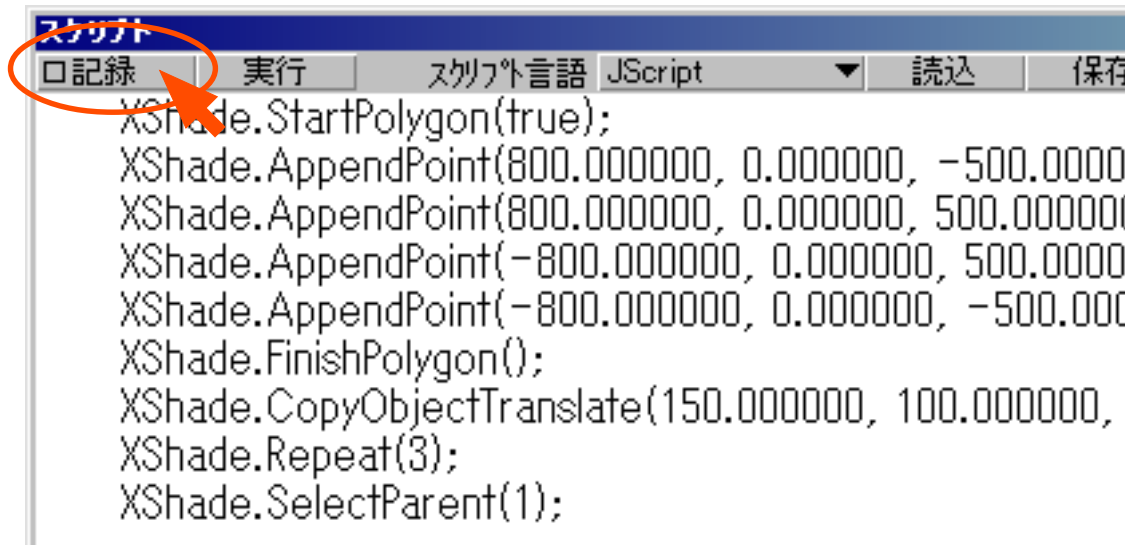 スクリプト
ロ記録 実行 スクリプト言語 JScript 読込 保存
XShade.StartPolygon(true);
XShade.AppendPoint(800.000000, 0.000000, -500.0000
XShade.AppendPoint(800.000000, 0.000000, 500.000000
XShade.AppendPoint(-800.000000, 0.000000, 500.0000
XShade.AppendPoint(-800.000000, 0.000000, -500.000
XShade.FinishPolygon();
XShade.CopyObjectTranslate(150.000000, 100.000000,
XShade.Repeat(3);
XShade.SelectParent(1);